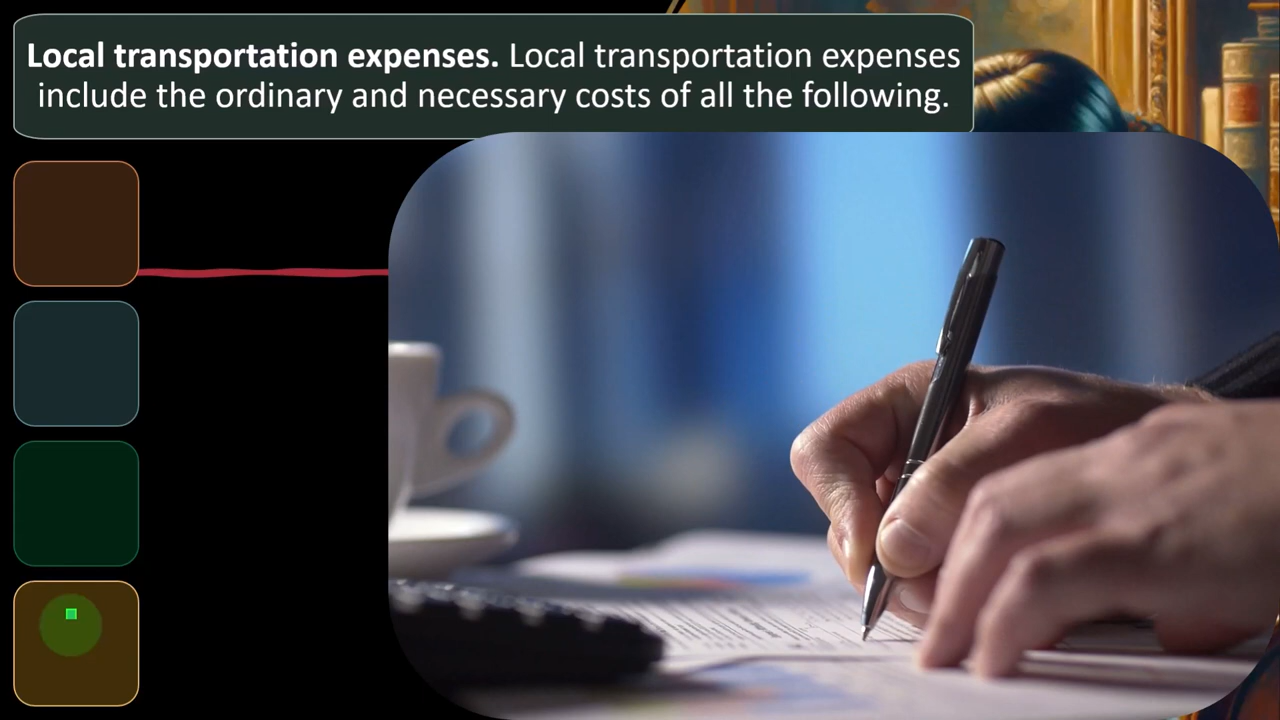 Local transportation expenses. Local transportation expenses
include the ordinary and necessary costs of all the following.